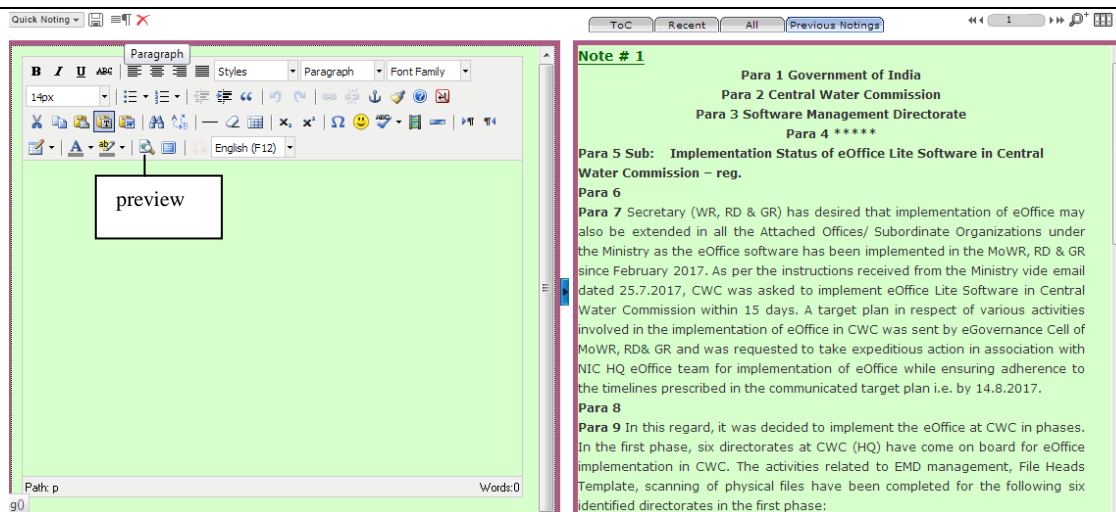 Quick Noting
Paragraph
B I U ABC Styles Paragraph Font Family
14px
English (F12)
preview
Path: p Words:0
g()
ToC Recent All Previous Notings 1
Note # 1
Para 1 Government of India
Para 2 Central Water Commission
Para 3 Software Management Directorate
Para 4 *****
Para 5 Sub: Implementation Status of eOffice Lite Software in Central
Water Commission – reg.
Para 6
Para 7 Secretary (WR, RD & GR) has desired that implementation of eOffice may
also be extended in all the Attached Offices/ Subordinate Organizations under
the Ministry as the eOffice software has been implemented in the MoWR, RD & GR
since February 2017. As per the instructions received from the Ministry vide email
dated 25.7.2017, CWC was asked to implement eOffice Lite Software in Central
Water Commission within 15 days. A target plan in respect of various activities
involved in the implementation of eOffice in CWC was sent by eGovernance Cell of
MoWR, RD& GR and was requested to take expeditious action in association with
NIC HQ eOffice team for implementation of eOffice while ensuring adherence to
the timelines prescribed in the communicated target plan i.e. by 14.8.2017.
Para 8
Para 9 In this regard, it was decided to implement the eOffice at CWC in phases.
In the first phase, six directorates at CWC (HQ) have come on board for eOffice
implementation in CWC. The activities related to EMD management, File Heads
Template, scanning of physical files have been completed for the following six
identified directorates in the first phase: